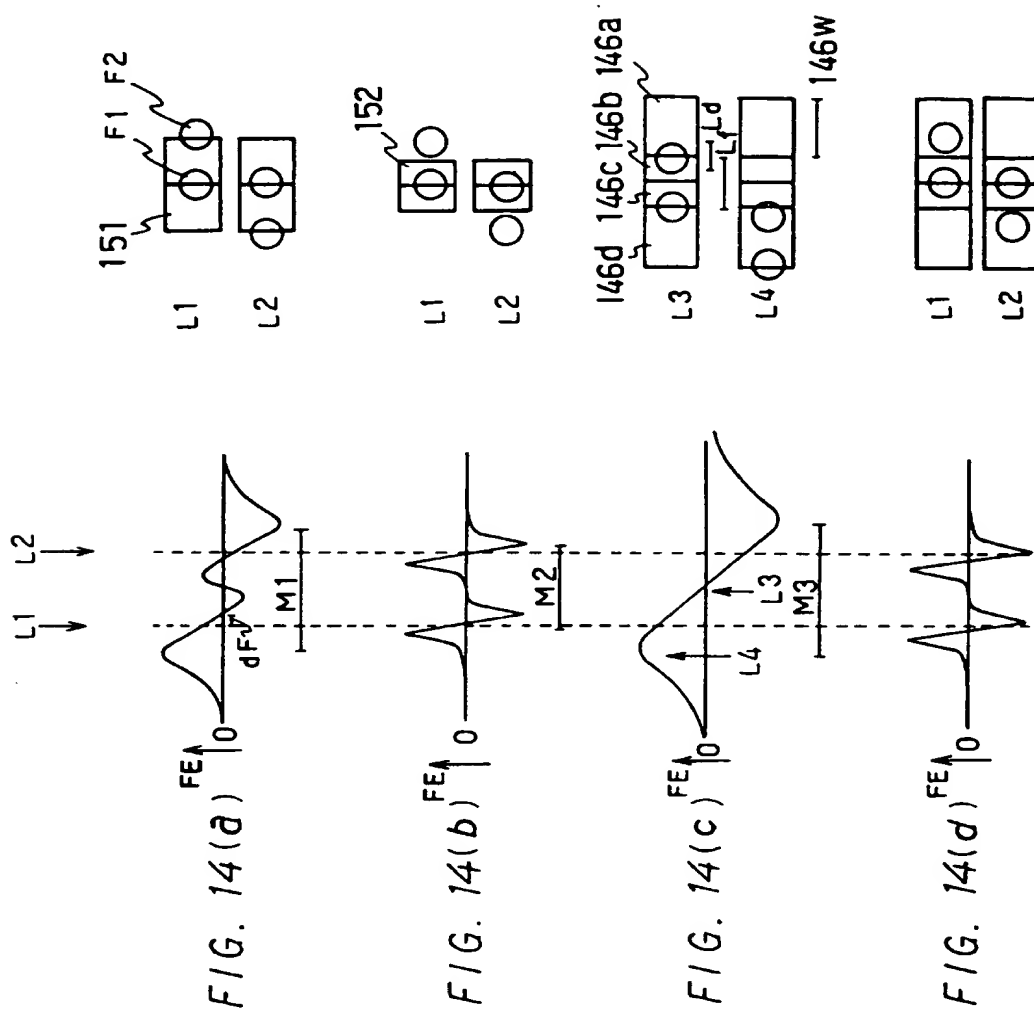 L1 L2
FIG. 14(a)
FE
0
dF
M1
151 F1 F2
L1
L2
FIG. 14(b)
FE
0
M2
152
L1
L2
FIG. 14(c)
FE
0
L4
L3
M3
146d 146c 146b 146a
L3
Ld
Lf
L4
146w
FIG. 14(d)
FE
0
L1
L2